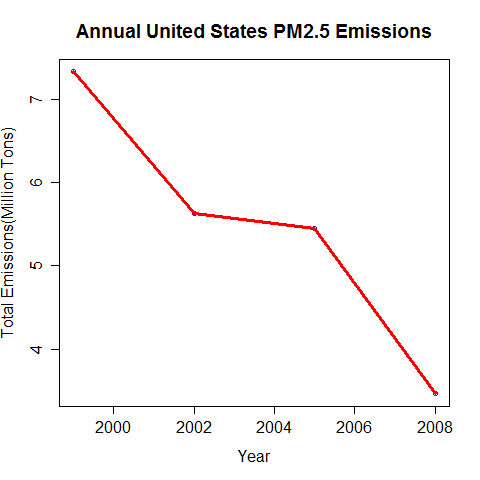 Annual United States PM2.5 Emissions
Total Emissions(Million Tons)
7
6
5
4
2000 2002 2004 2006 2008
Year